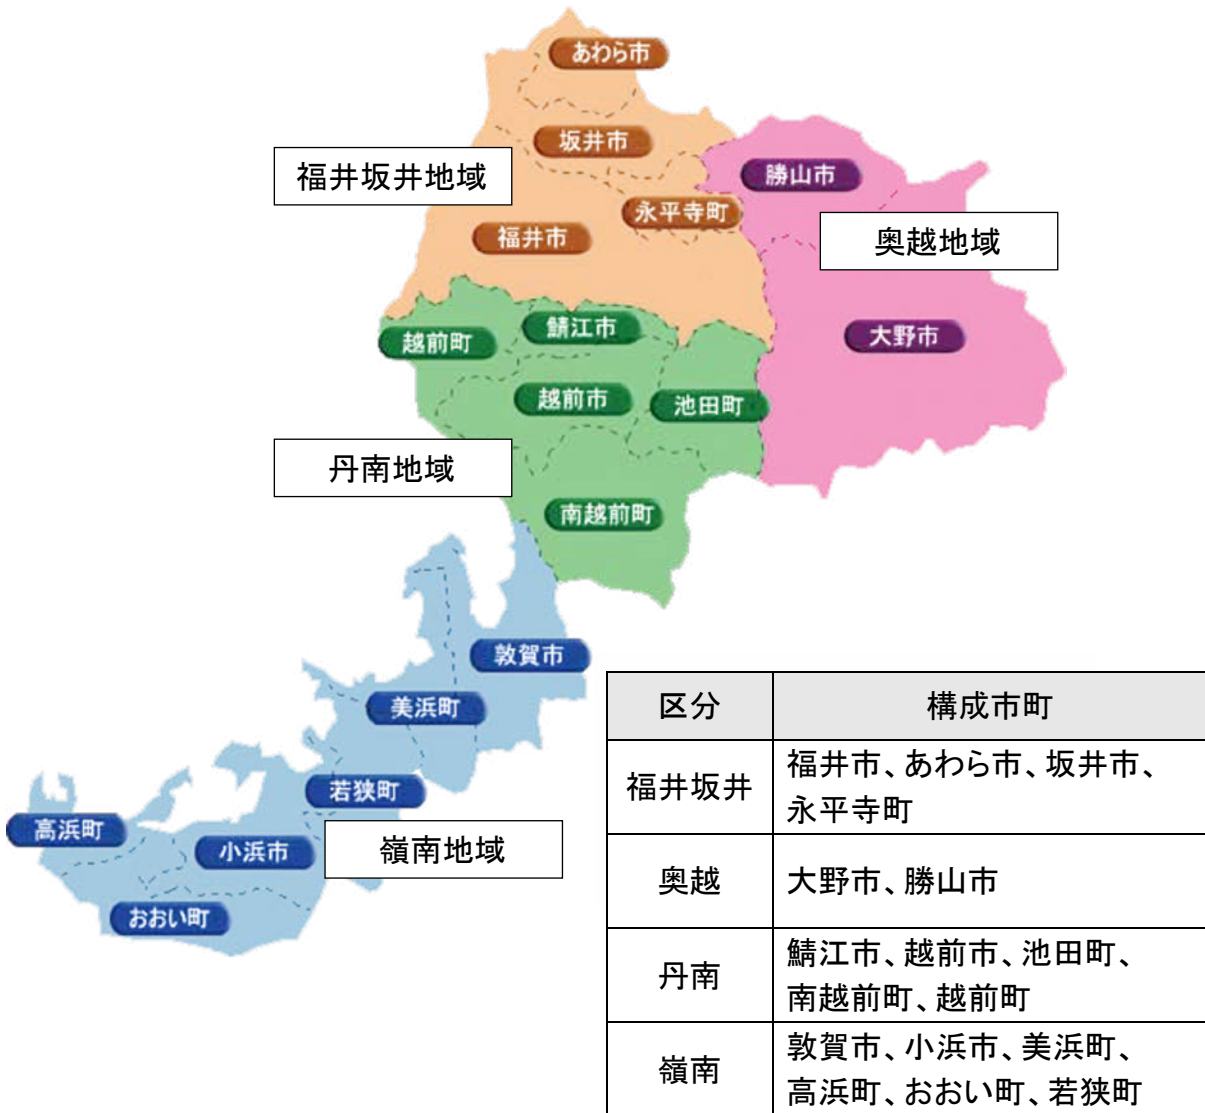 あわら市
坂井市
福井坂井地域
勝山市
永平寺町
福井市
奥越地域
鯖江市
越前町
大野市
越前市
池田町
丹南地域
南越前町
敦賀市
美浜町
若狭町
高浜町
小浜市
嶺南地域
おおい町
区分
構成市町
福井坂井
福井市、あわら市、坂井市、
永平寺町
奥越
大野市、勝山市
丹南
鯖江市、越前市、池田町、
南越前町、越前町
嶺南
敦賀市、小浜市、美浜町、
高浜町、おおい町、若狭町